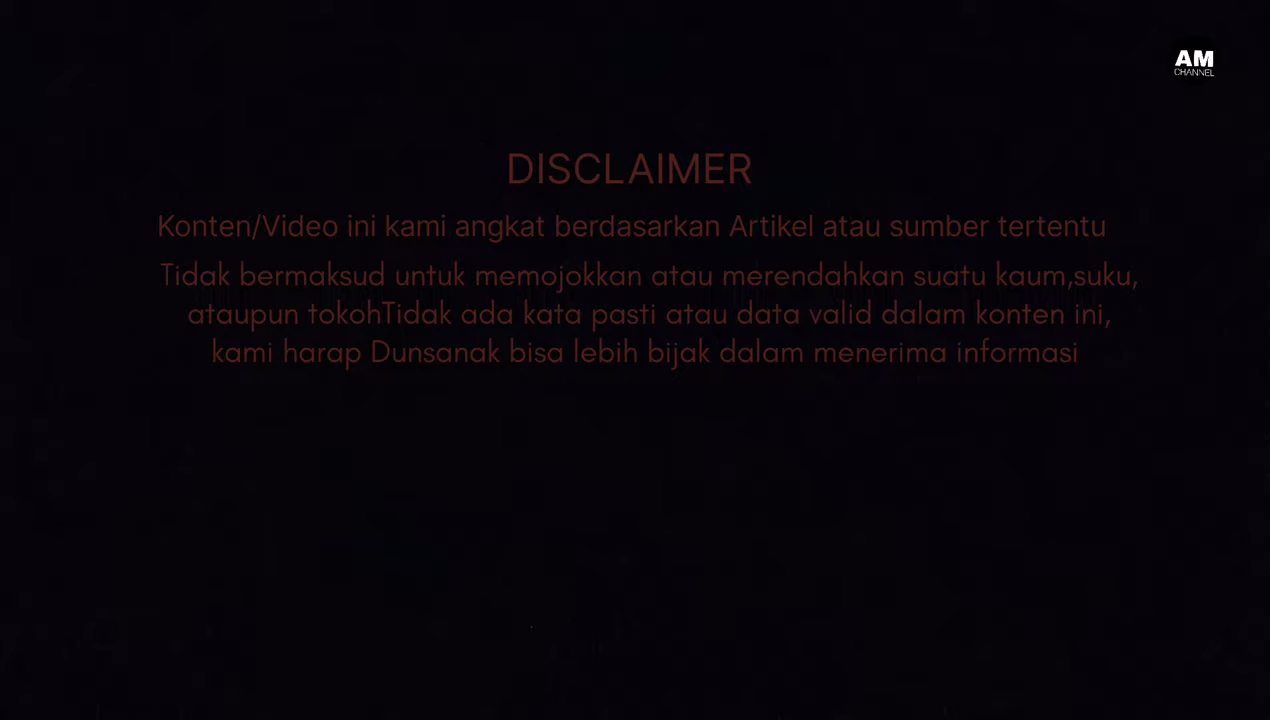 AM
CHANNEL
DISCLAIMER
Konten/Video ini kami angkat berdasarkan Artikel atau sumber tertentu
Tidak bermaksud untuk memojokkan atau merendahkan suatu kaum,suku,
ataupun tokohTidak ada kata pasti atau data valid dalam konten ini,
kami harap Dunsanak bisa lebih bijak dalam menerima informasi